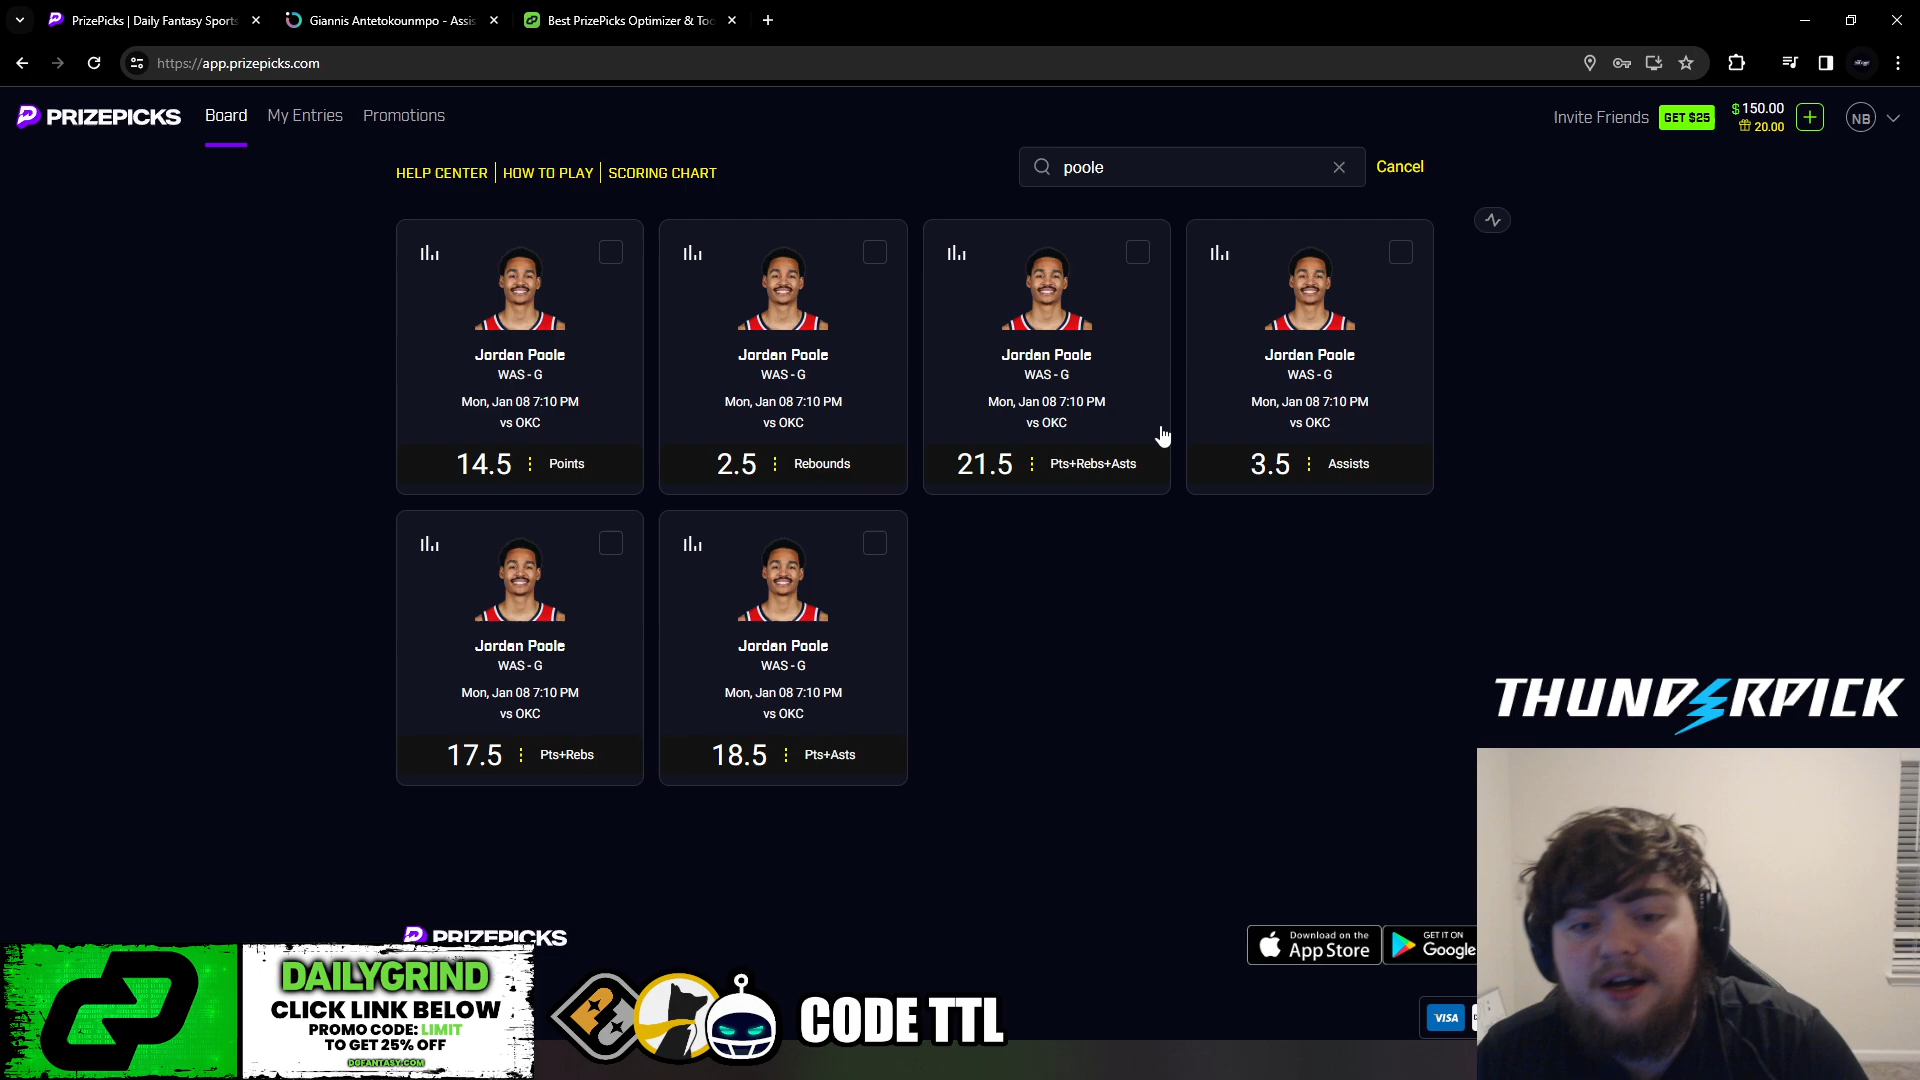 PrizePicks | Daily Fantasy Sports
Giannis Antetokounmpo - Assis
Best PrizePicks Optimizer & Too
https://app.prizepicks.com
PRIZEPICKS
Board
My Entries
Promotions
Invite Friends
GET $25
$150.00
20.00
NB
HELP CENTER
HOW TO PLAY
SCORING CHART
poole
Cancel
Jordan Poole
WAS - G
Mon, Jan 08 7:10 PM
vs OKC
14.5 Points
Jordan Poole
WAS - G
Mon, Jan 08 7:10 PM
vs OKC
2.5 Rebounds
Jordan Poole
WAS - G
Mon, Jan 08 7:10 PM
vs OKC
21.5 Pts+Rebs+Asts
Jordan Poole
WAS - G
Mon, Jan 08 7:10 PM
vs OKC
3.5 Assists
Jordan Poole
WAS - G
Mon, Jan 08 7:10 PM
vs OKC
17.5 Pts+Rebs
Jordan Poole
WAS - G
Mon, Jan 08 7:10 PM
vs OKC
18.5 Pts+Asts
THUNDERPICK
PRIZEPICKS
Download on the
App Store
GET IT ON
Google
DAILYGRIND
CLICK LINK BELOW
PROMO CODE: LIMIT
TO GET 25% OFF
DGFANTASY.COM
CODE TTL
VISA